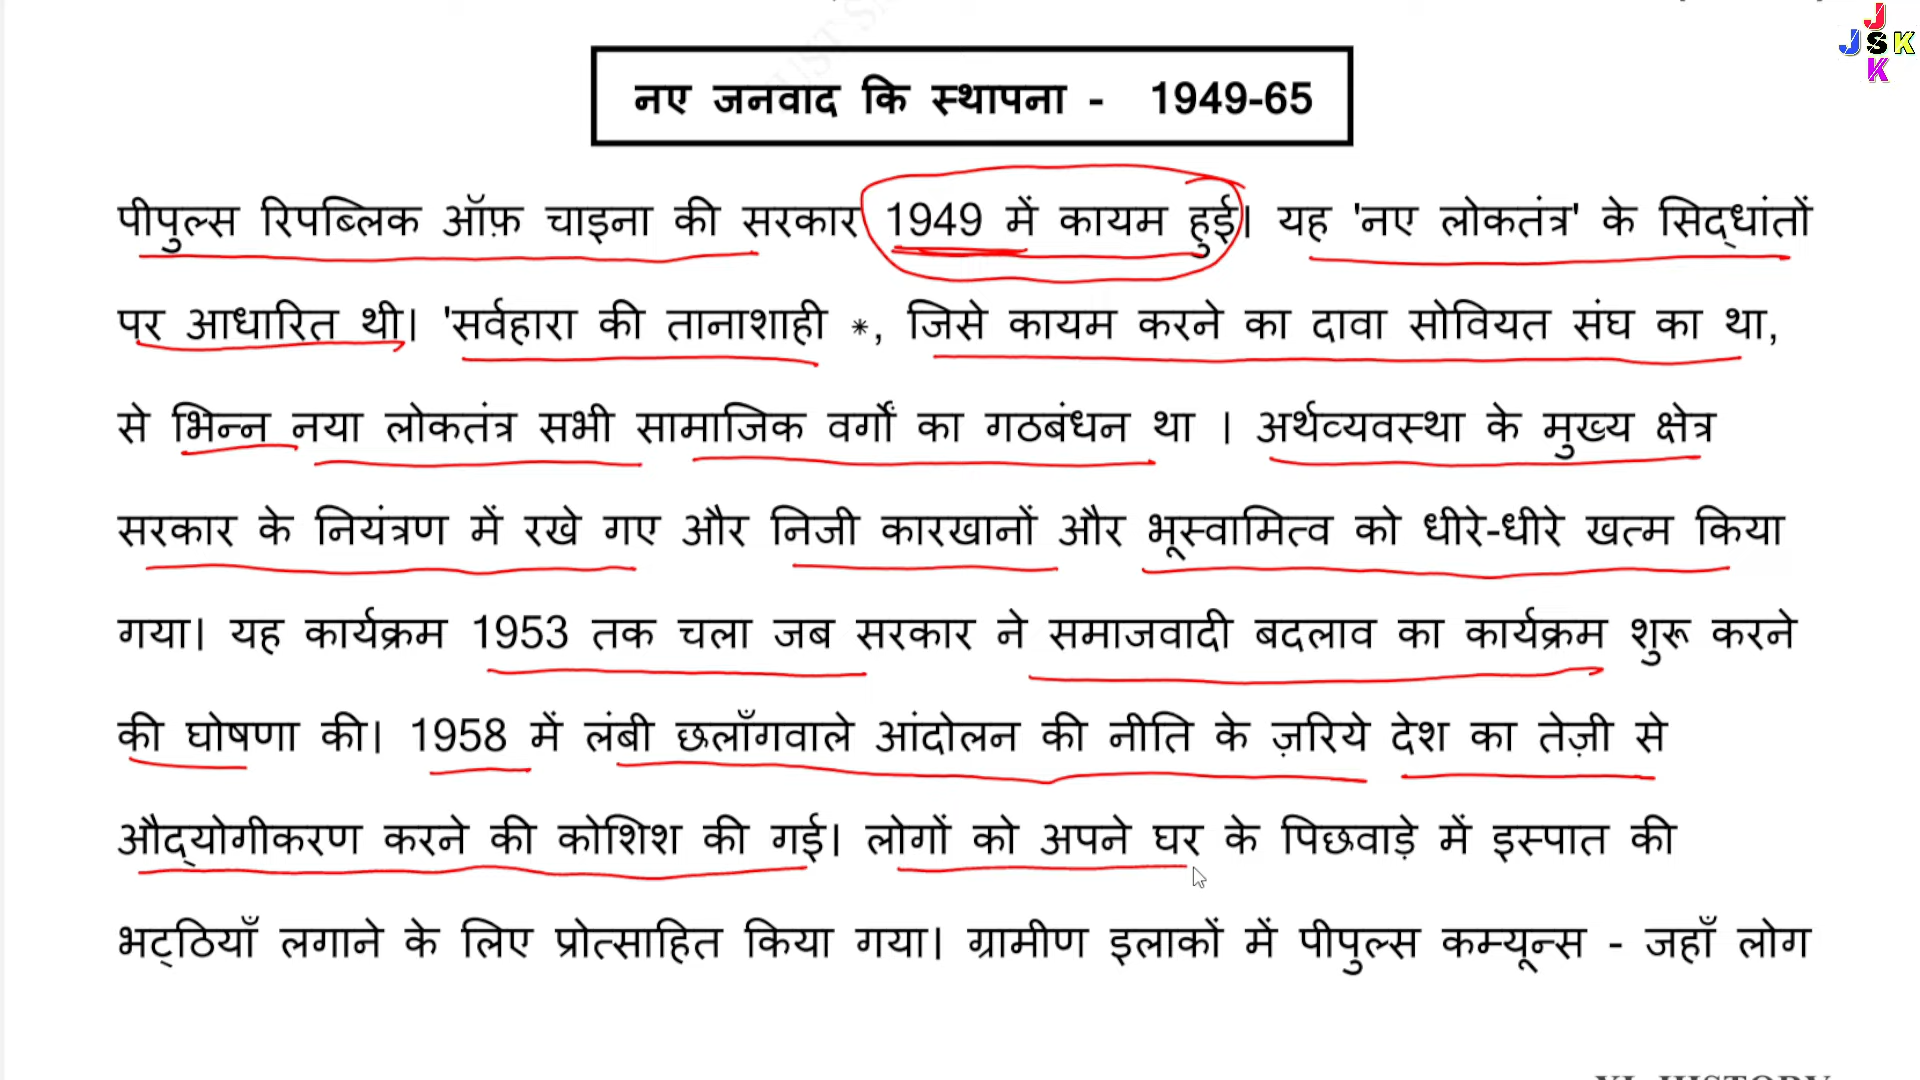 नए जनवाद कि स्थापना - 1949-65
पीपुल्स रिपब्लिक ऑफ़ चाइना की सरकार 1949 में कायम हुई। यह 'नए लोकतंत्र' के सिद्धांतों
पर आधारित थी। 'सर्वहारा की तानाशाही *, जिसे कायम करने का दावा सोवियत संघ का था,
से भिन्न नया लोकतंत्र सभी सामाजिक वर्गों का गठबंधन था । अर्थव्यवस्था के मुख्य क्षेत्र
सरकार के नियंत्रण में रखे गए और निजी कारखानों और भूस्वामित्व को धीरे-धीरे खत्म किया
गया। यह कार्यक्रम 1953 तक चला जब सरकार ने समाजवादी बदलाव का कार्यक्रम शुरू करने
की घोषणा की। 1958 में लंबी छलाँगवाले आंदोलन की नीति के ज़रिये देश का तेज़ी से
औद्योगीकरण करने की कोशिश की गई। लोगों को अपने घर के पिछवाड़े में इस्पात की
भट्ठियाँ लगाने के लिए प्रोत्साहित किया गया। ग्रामीण इलाकों में पीपुल्स कम्यून्स - जहाँ लोग
J
JSK
K
XI HISTORY